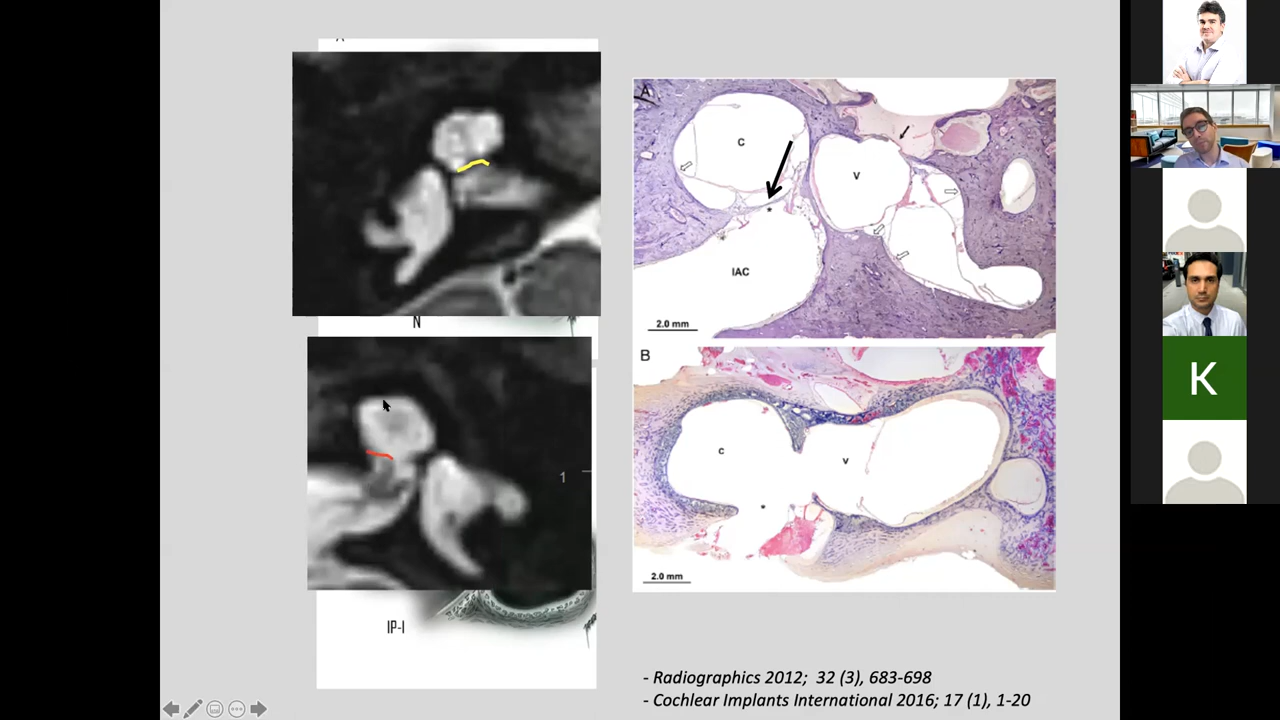 N
1
IP-I
A
C
V
*
IAC
2.0 mm
B
C
V
*
2.0 mm
- Radiographics 2012; 32 (3), 683-698
- Cochlear Implants International 2016; 17 (1), 1-20
K